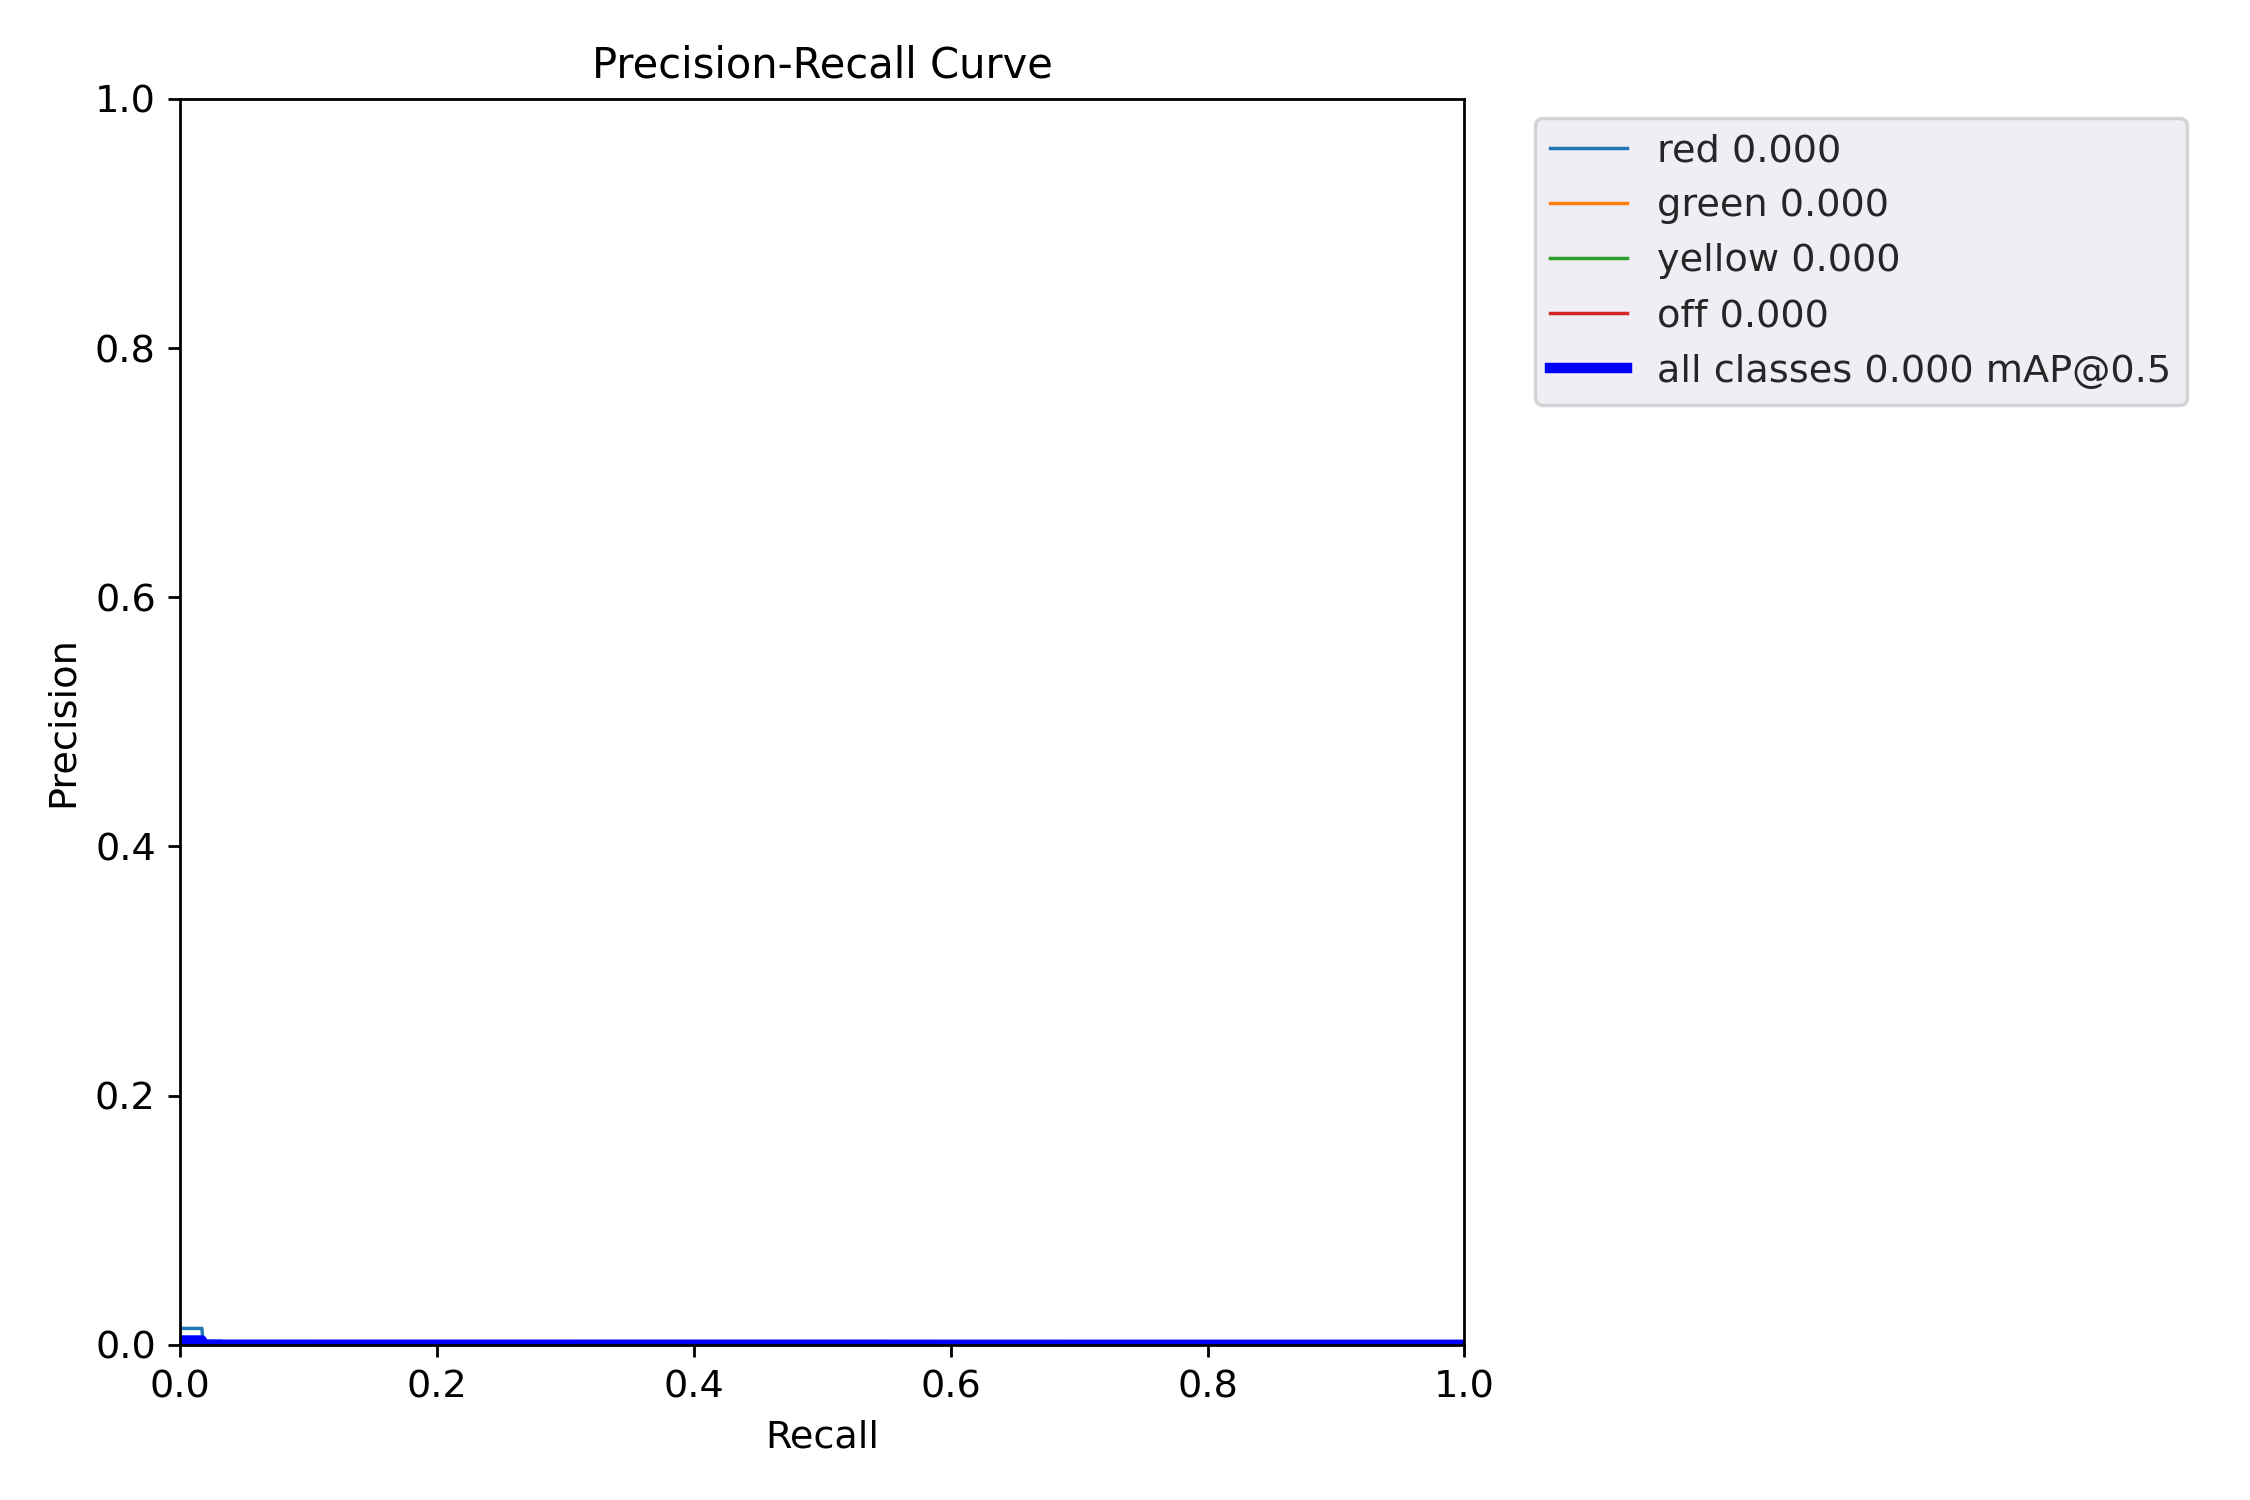 Precision-Recall Curve
1.0
0.8
0.6
0.4
0.2
0.0
Precision
0.0 0.2 0.4 0.6 0.8 1.0
Recall
red 0.000
green 0.000
yellow 0.000
off 0.000
all classes 0.000 mAP@0.5